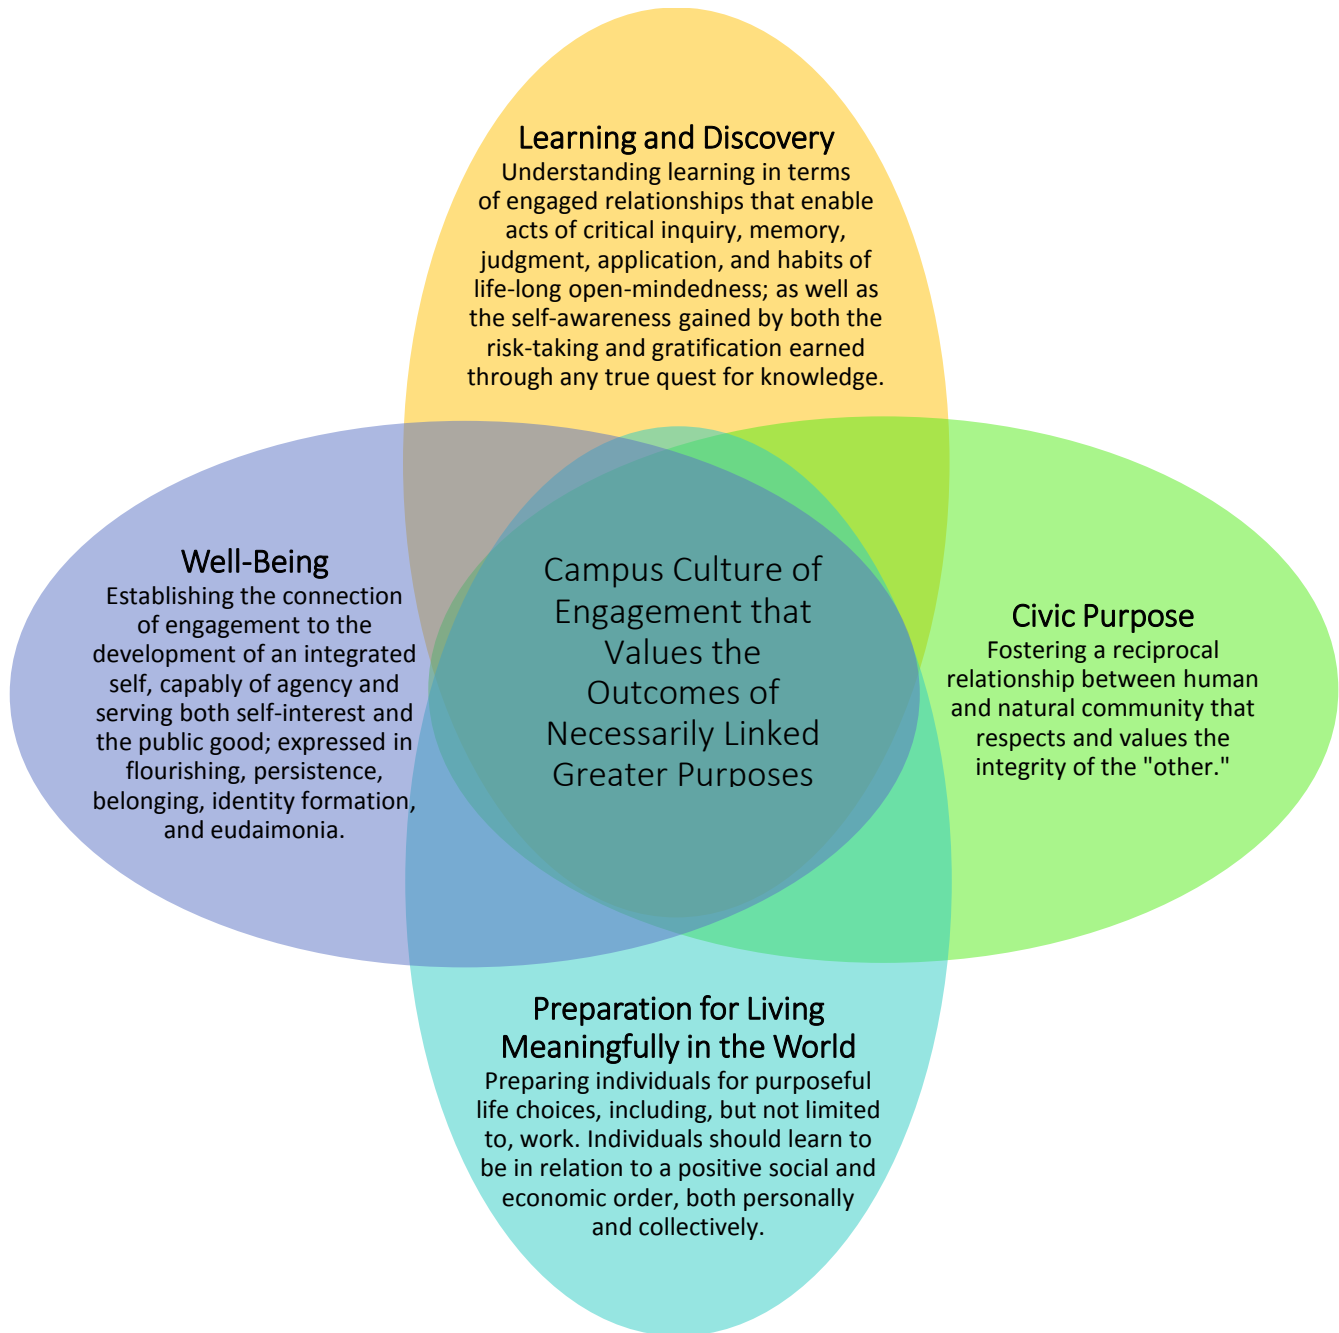 Learning and Discovery
Understanding learning in terms
of engaged relationships that enable
acts of critical inquiry, memory,
judgment, application, and habits of
life-long open-mindedness; as well as
the self-awareness gained by both the
risk-taking and gratification earned
through any true quest for knowledge.
Well-Being
Establishing the connection
of engagement to the
development of an integrated
self, capably of agency and
serving both self-interest and
the public good; expressed in
flourishing, persistence,
belonging, identity formation,
and eudaimonia.
Campus Culture of
Engagement that
Values the
Outcomes of
Necessarily Linked
Greater Purposes
Civic Purpose
Fostering a reciprocal
relationship between human
and natural community that
respects and values the
integrity of the "other."
Preparation for Living
Meaningfully in the World
Preparing individuals for purposeful
life choices, including, but not limited
to, work. Individuals should learn to
be in relation to a positive social and
economic order, both personally
and collectively.